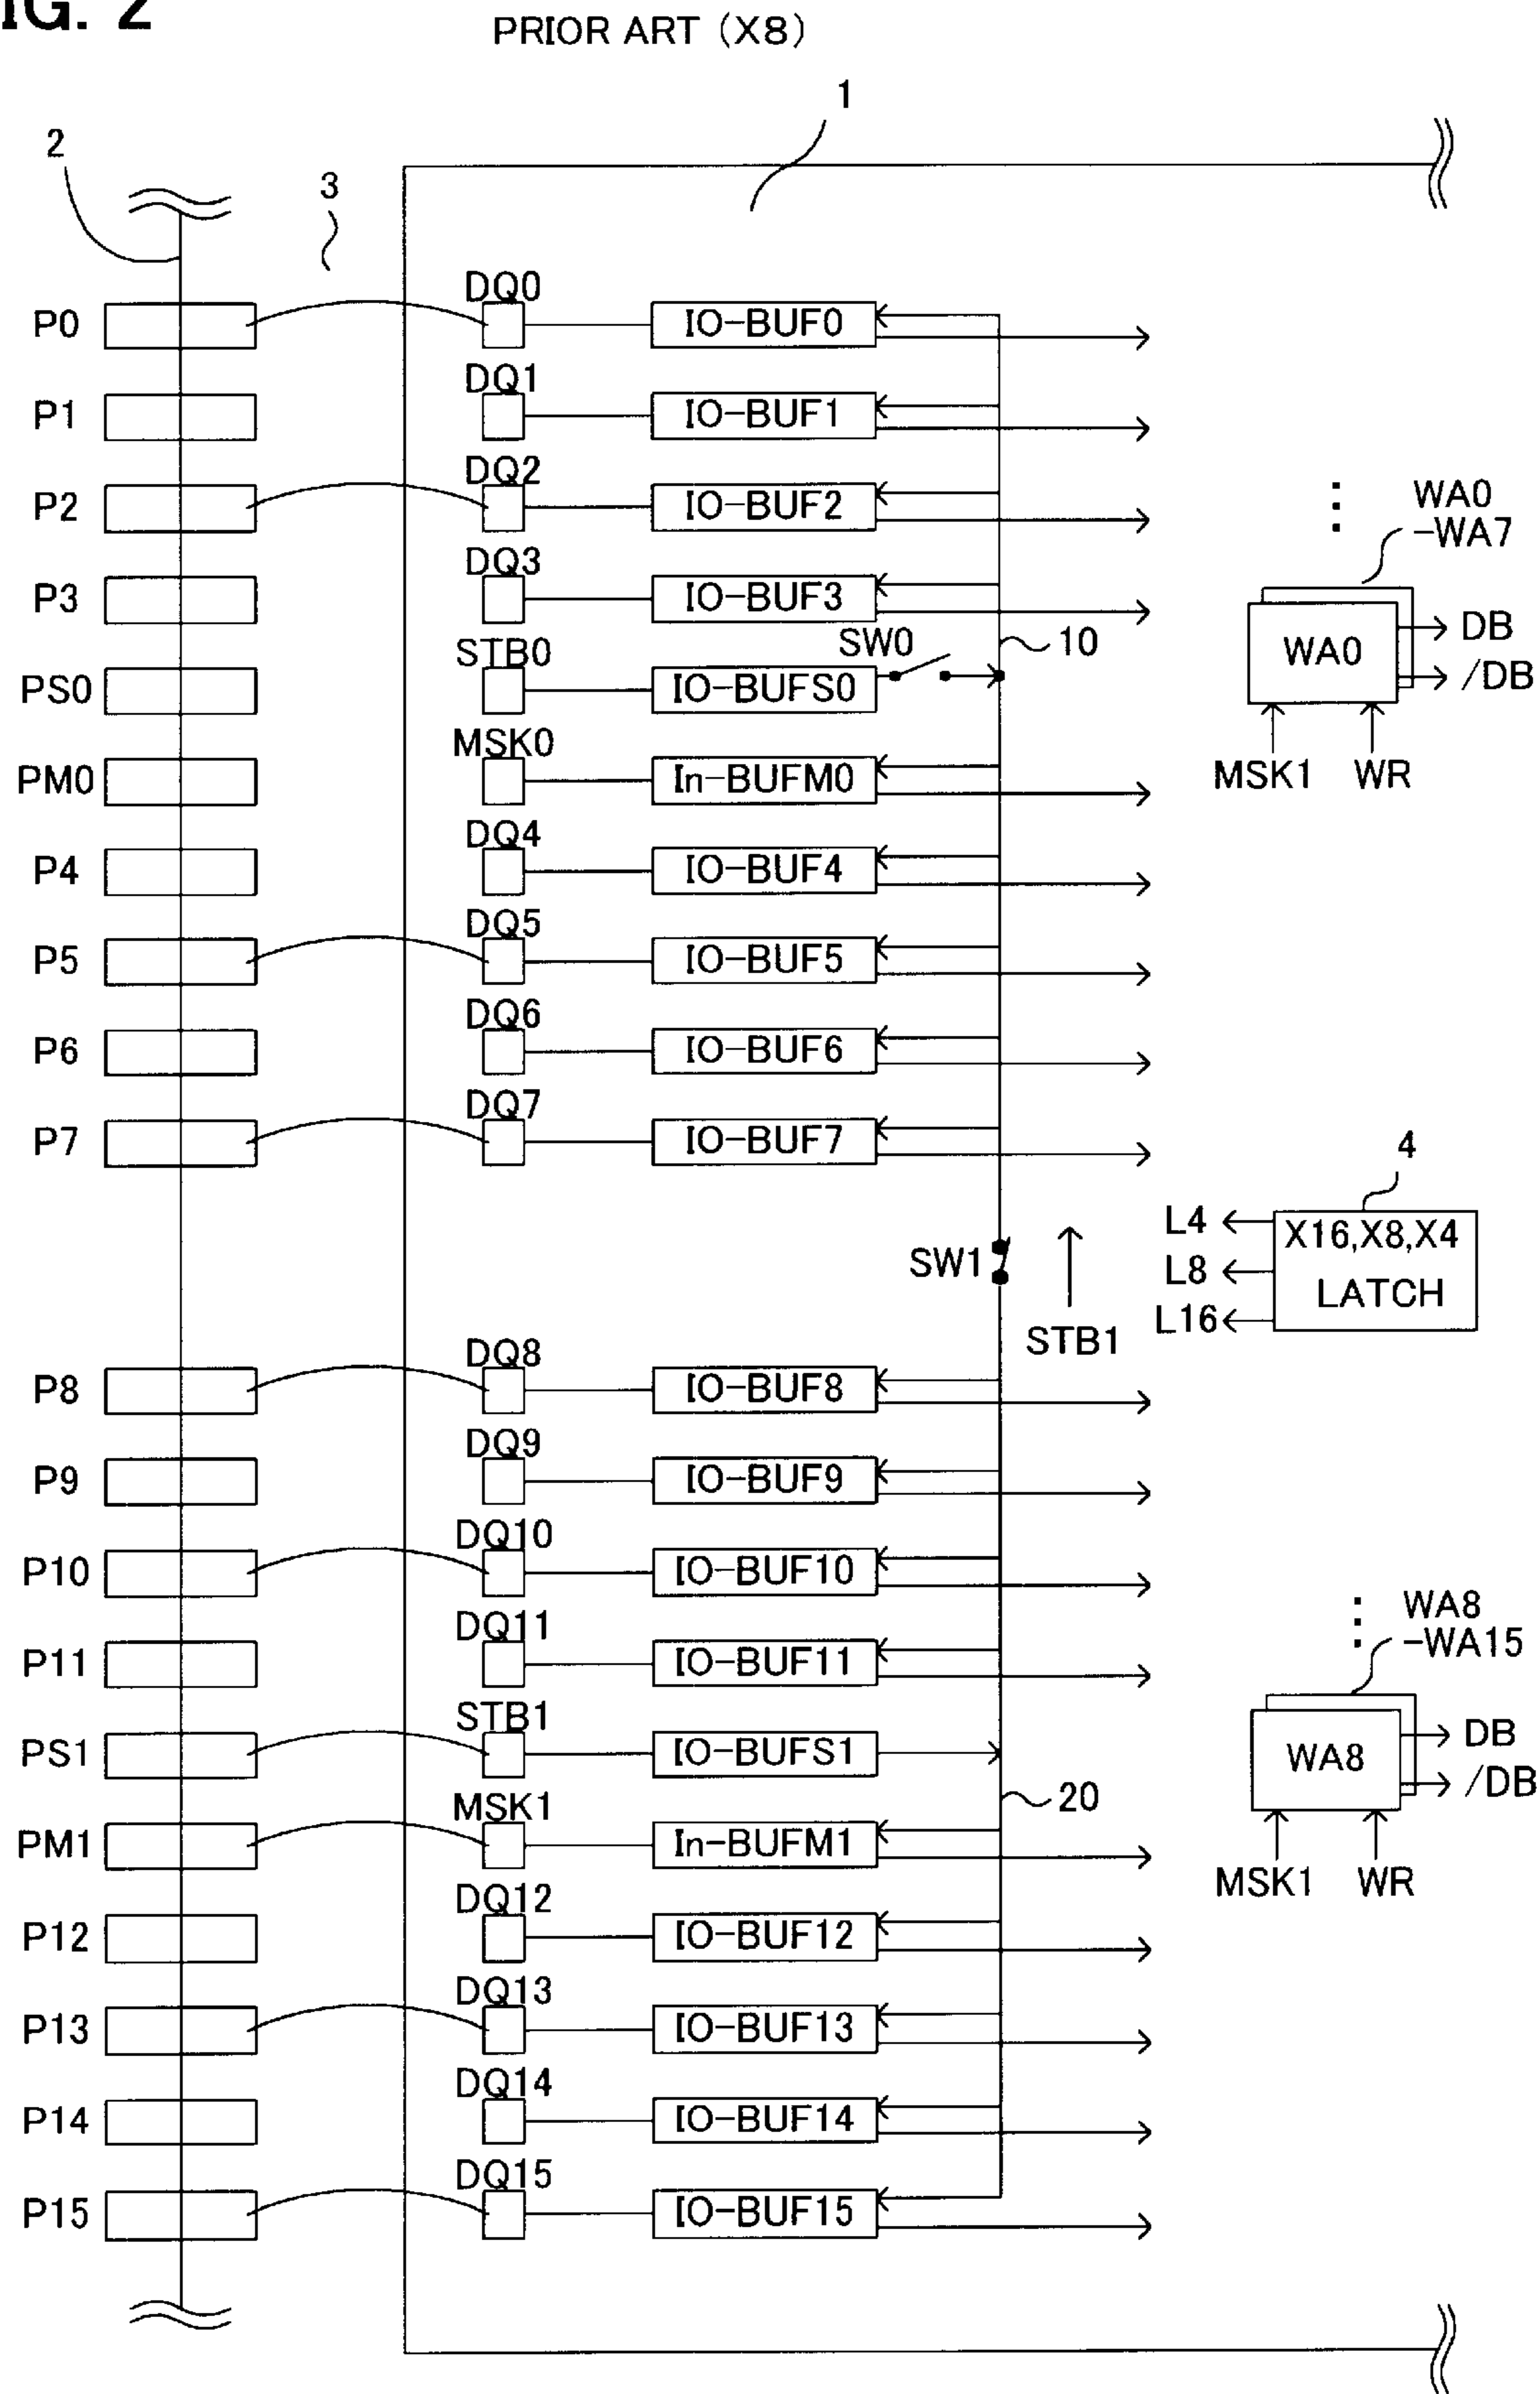 IG. 2
PRIOR ART (X8)
1
2
3
P0 DQ0 IO-BUF0
P1 DQ1 IO-BUF1
P2 DQ2 IO-BUF2
WA0
-WA7
P3 DQ3 IO-BUF3
DB
WA0
/DB
MSK1 WR
PS0 STB0 IO-BUFS0 SW0 10
PM0 MSK0 In-BUFM0
P4 DQ4 IO-BUF4
P5 DQ5 IO-BUF5
P6 DQ6 IO-BUF6
P7 DQ7 IO-BUF7
4
L4 X16,X8,X4
L8 LATCH
L16
SW1
STB1
P8 DQ8 IO-BUF8
P9 DQ9 IO-BUF9
P10 DQ10 IO-BUF10
P11 DQ11 IO-BUF11
WA8
-WA15
PS1 STB1 IO-BUFS1
DB
WA8
/DB
20
PM1 MSK1 In-BUFM1
MSK1 WR
P12 DQ12 IO-BUF12
P13 DQ13 IO-BUF13
P14 DQ14 IO-BUF14
P15 DQ15 IO-BUF15